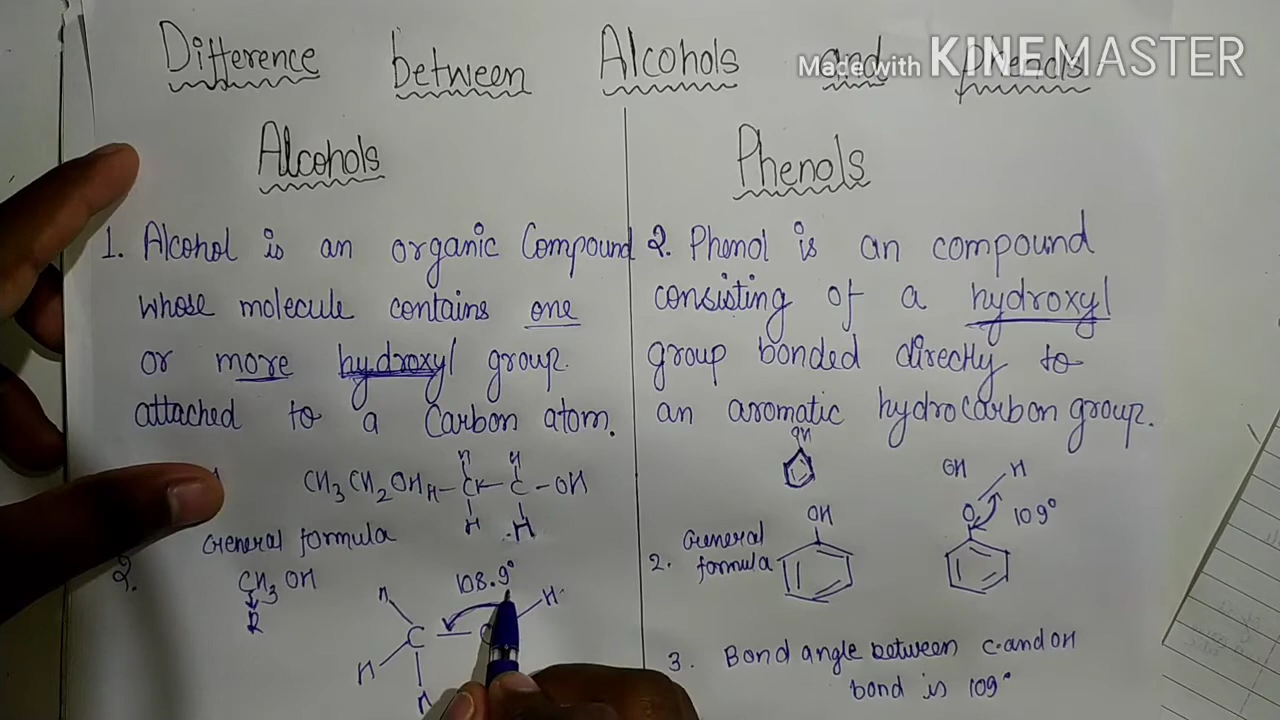 Difference between Alcohols and Phenols
Made with KINEMASTER
Alcohols
1. Alcohol is an organic Compound
whose molecule contains one
or more hydroxyl group.
attached to a Carbon atom.
CH3 CH2 OH
H H
H-C-C-OH
H H
General formula
2.
CH3 OH
R
108.9°
H H
C - O
H
H
Phenols
2. Phenol is an compound
consisting of a hydroxyl
group bonded directly to
an aromatic hydrocarbon group.
OH
OH H
O 109°
2. General formula
OH
3. Bond angle between C-and OH
bond is 109°